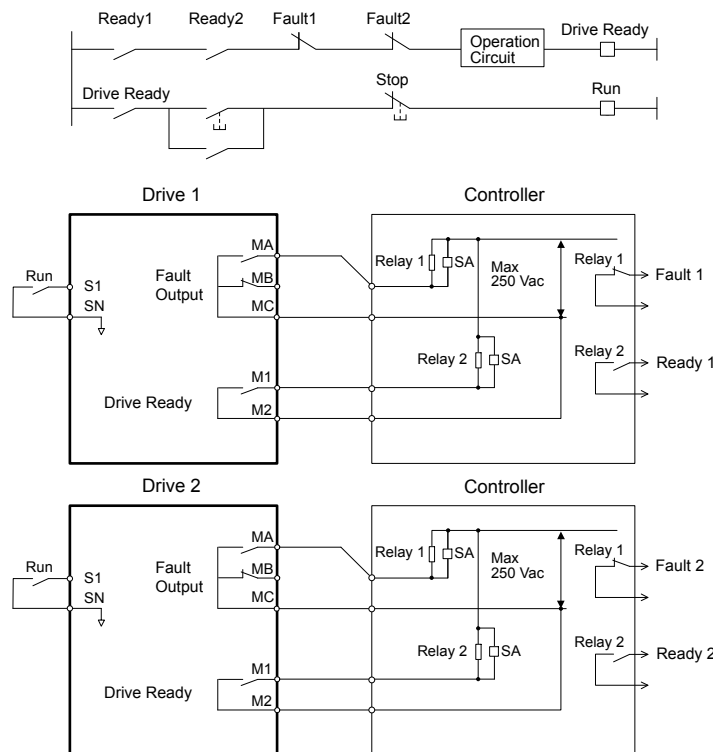 Ready1 Ready2 Fault1 Fault2
Operation
Circuit
Drive Ready
Drive Ready
Stop
Run
Drive 1
Controller
Run
S1
SN
Fault
Output
MA
MB
MC
Drive Ready
M1
M2
Relay 1
SA
Max
250 Vac
Relay 2
SA
Relay 1
Fault 1
Relay 2
Ready 1
Drive 2
Controller
Run
S1
SN
Fault
Output
MA
MB
MC
Drive Ready
M1
M2
Relay 1
SA
Max
250 Vac
Relay 2
SA
Relay 1
Fault 2
Relay 2
Ready 2